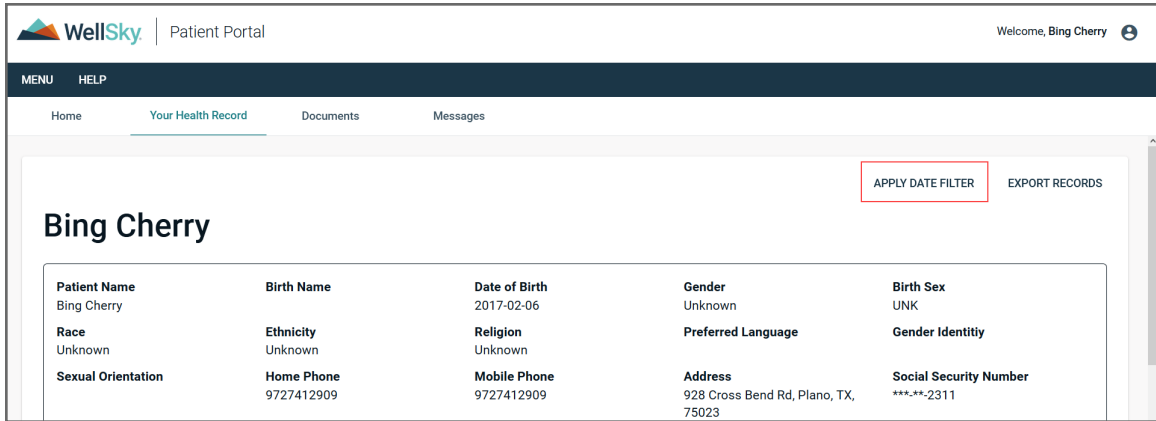 WellSky. Patient Portal
Welcome, Bing Cherry
MENU HELP
Home Your Health Record Documents Messages
APPLY DATE FILTER EXPORT RECORDS
Bing Cherry
Patient Name Birth Name Date of Birth Gender Birth Sex
Bing Cherry 2017-02-06 Unknown UNK
Race Ethnicity Religion Preferred Language Gender Identitiy
Unknown Unknown Unknown
Sexual Orientation Home Phone Mobile Phone Address Social Security Number
9727412909 9727412909 928 Cross Bend Rd, Plano, TX, ***-**-2311
75023